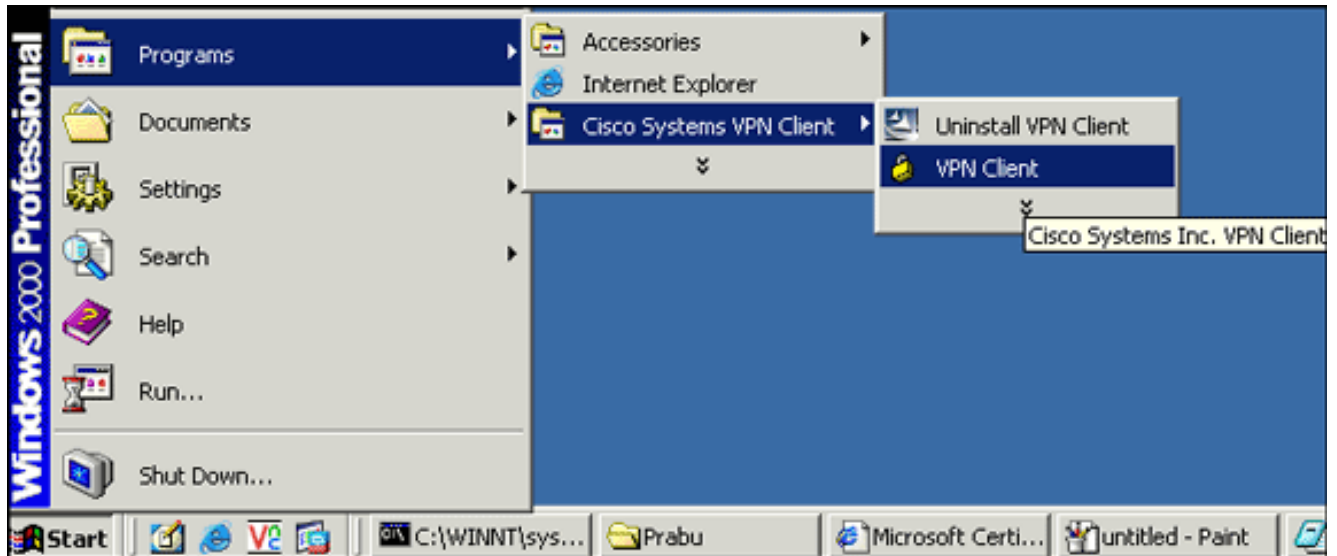 Windows 2000 Professional
Programs
Documents
Settings
Search
Help
Run...
Shut Down...
Accessories
Internet Explorer
Cisco Systems VPN Client
Uninstall VPN Client
VPN Client
Cisco Systems Inc. VPN Client
Start
C:\WINNT\sys...
Prabu
Microsoft Certi...
untitled - Paint